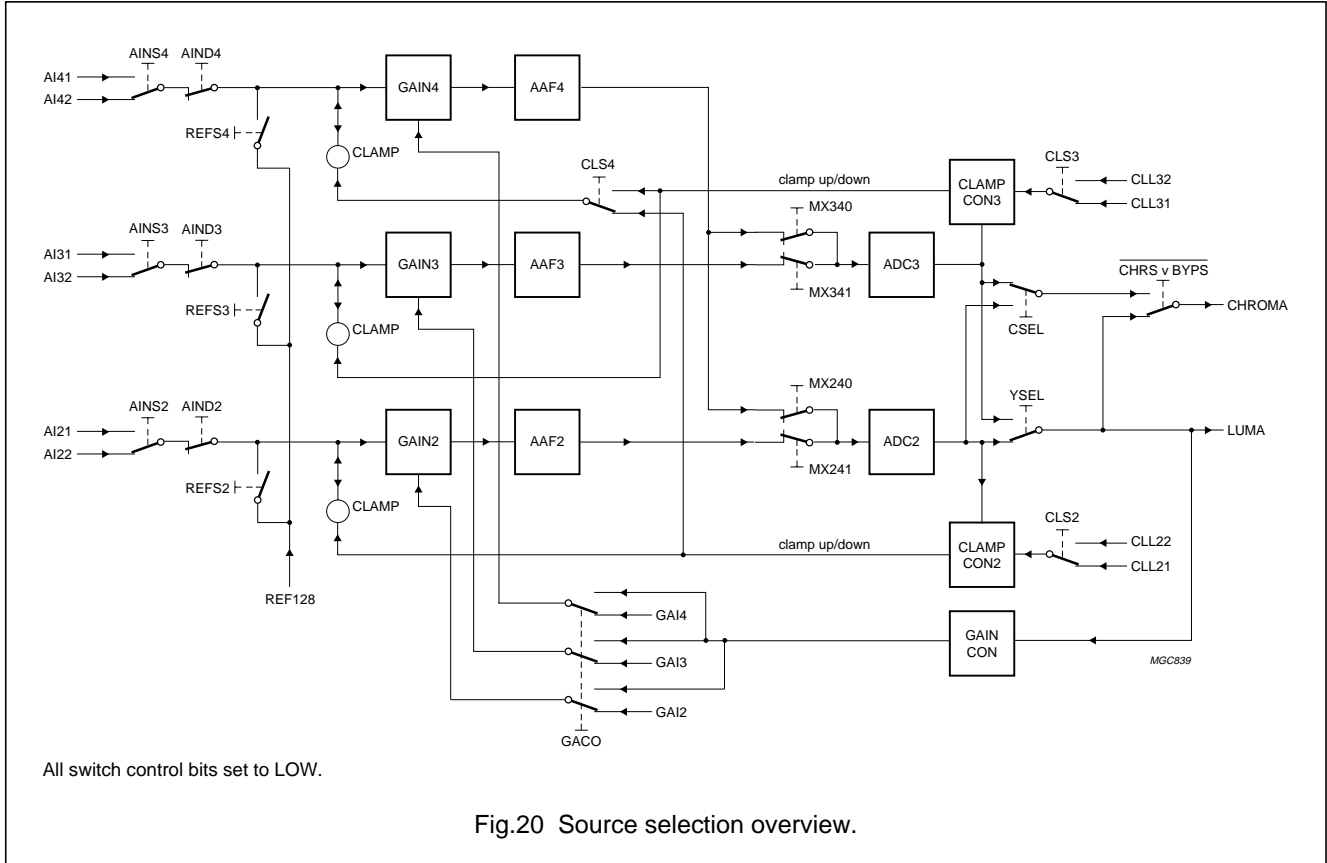 AINS4 AIND4
AI41
AI42
GAIN4
AAF4
REFS4
CLAMP
CLS4
clamp up/down
CLAMP
CON3
CLS3
CLL32
CLL31
MX340
AINS3 AIND3
AI31
AI32
GAIN3
AAF3
ADC3
MX341
CHRS v BYPS
CHROMA
CSEL
REFS3
CLAMP
AINS2 AIND2
AI21
AI22
GAIN2
AAF2
MX240
ADC2
MX241
YSEL
LUMA
REFS2
CLAMP
clamp up/down
CLAMP
CON2
CLS2
CLL22
CLL21
REF128
GAI4
GAI3
GAI2
GACO
GAIN
CON
MGC839
All switch control bits set to LOW.
Fig.20 Source selection overview.